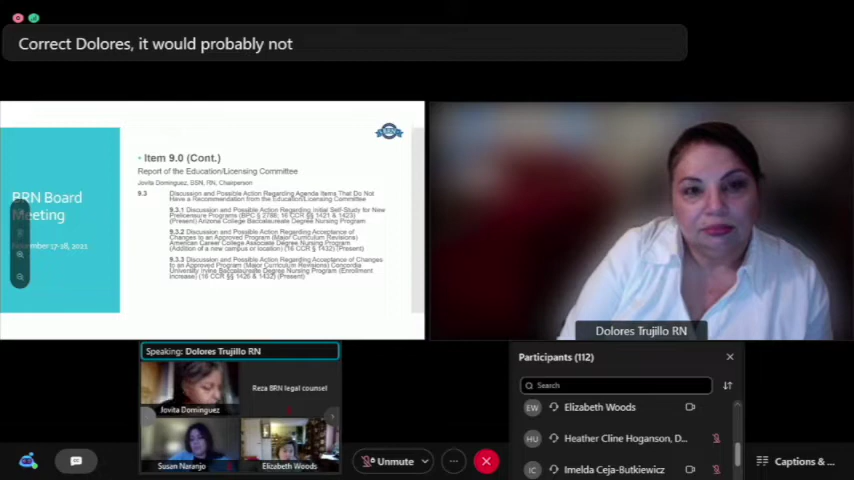 Correct Dolores, it would probably not
BRN Board
Meeting
November 17-18, 2021
• Item 9.0 (Cont.)
Report of the Education/Licensing Committee
Jovita Dominguez, BSN, RN, Chairperson
9.3 Discussion and Possible Action Regarding Agenda Items That Do Not
Have a Recommendation from the Education/Licensing Committee
9.3.1 Discussion and Possible Action Regarding Initial Self-Study for New
Prelicensure Programs (BPC § 2786; 16 CCR §§ 1421 & 1423)
(Present) Arizona College Baccalaureate Degree Nursing Program
9.3.2 Discussion and Possible Action Regarding Acceptance of
Changes to an Approved Program (Major Curriculum Revisions)
American Career College Associate Degree Nursing Program
(Addition of a new campus or location) (16 CCR § 1432) (Present)
9.3.3 Discussion and Possible Action Regarding Acceptance of Changes
to an Approved Program (Major Curriculum Revisions) Concordia
University Irvine Baccalaureate Degree Nursing Program (Enrollment
Increase) (16 CCR §§ 1426 & 1432) (Present)
Dolores Trujillo RN
Speaking: Dolores Trujillo RN
Jovita Dominguez
Reza BRN legal counsel
Susan Naranjo
Elizabeth Woods
Participants (112)
Search
EW Elizabeth Woods
HU Heather Cline Hoganson, D...
IC Imelda Ceja-Butkiewicz
Unmute
Captions & ...